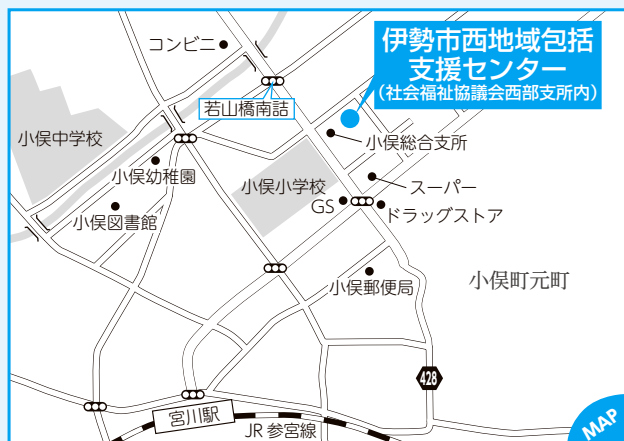 コンビニ
伊勢市西地域包括
支援センター
(社会福祉協議会西部支所内)
若山橋南詰
小俣中学校
小俣総合支所
小俣幼稚園
小俣小学校
スーパー
GS
ドラッグストア
小俣図書館
小俣郵便局
小俣町元町
428
宮川駅
JR 参宮線
MAP